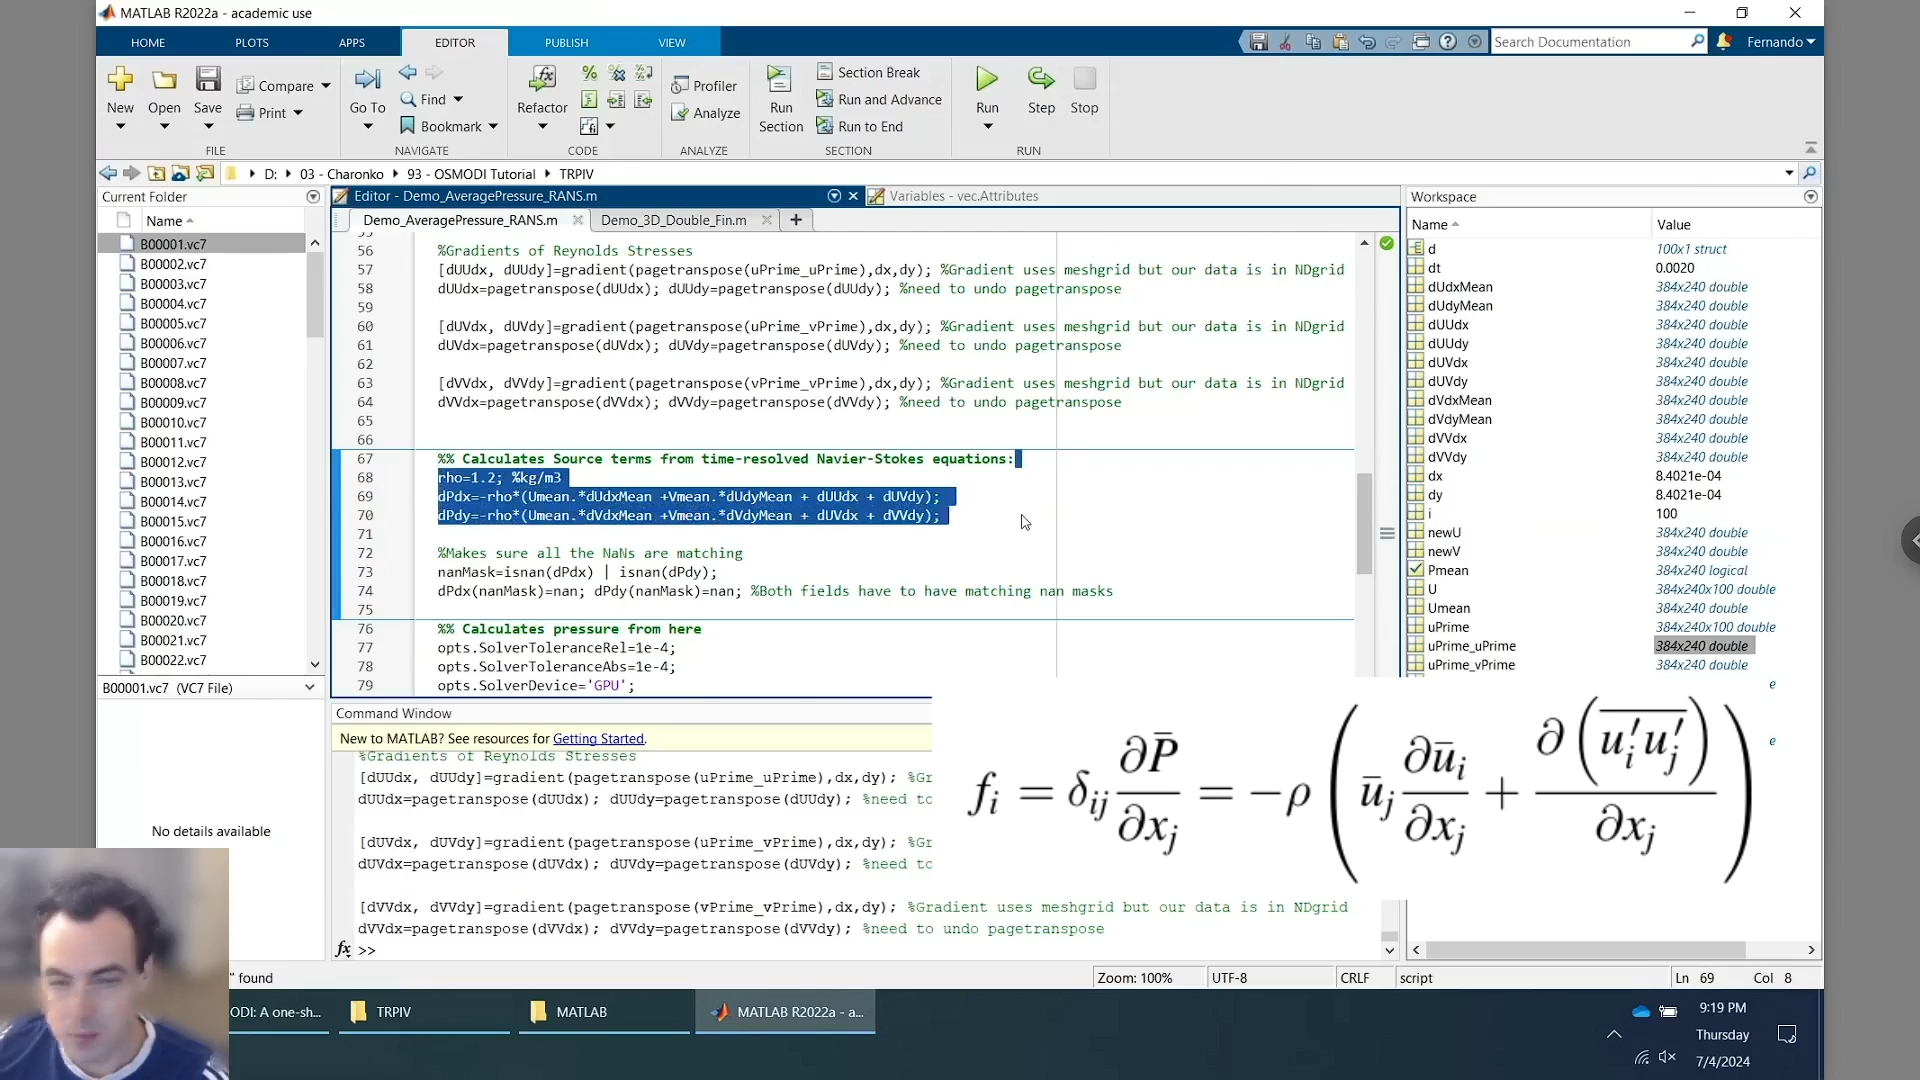 MATLAB R2022a - academic use
HOME PLOTS APPS EDITOR PUBLISH VIEW
Search Documentation
Fernando
New Open Save Compare Print
Go To Find Bookmark
Refactor
Profiler Analyze
Run Section
Section Break
Run and Advance
Run to End
Run Step Stop
FILE NAVIGATE CODE ANALYZE SECTION RUN
D: 03 - Charonko 93 - OSMODI Tutorial TRPIV
Current Folder
Name
B00001.vc7
B00002.vc7
B00003.vc7
B00004.vc7
B00005.vc7
B00006.vc7
B00007.vc7
B00008.vc7
B00009.vc7
B00010.vc7
B00011.vc7
B00012.vc7
B00013.vc7
B00014.vc7
B00015.vc7
B00016.vc7
B00017.vc7
B00018.vc7
B00019.vc7
B00020.vc7
B00021.vc7
B00022.vc7
B00001.vc7 (VC7 File)
No details available
Editor - Demo_AveragePressure_RANS.m
Variables - vec.Attributes
Demo_AveragePressure_RANS.m
Demo_3D_Double_Fin.m
56 %Gradients of Reynolds Stresses
57 [dUUdx, dUUdy]=gradient(pagetranspose(uPrime_uPrime),dx,dy); %Gradient uses meshgrid but our data is in NDgrid
58 dUUdx=pagetranspose(dUUdx); dUUdy=pagetranspose(dUUdy); %need to undo pagetranspose
59
60 [dUVdx, dUVdy]=gradient(pagetranspose(uPrime_vPrime),dx,dy); %Gradient uses meshgrid but our data is in NDgrid
61 dUVdx=pagetranspose(dUVdx); dUVdy=pagetranspose(dUVdy); %need to undo pagetranspose
62
63 [dVVdx, dVVdy]=gradient(pagetranspose(vPrime_vPrime),dx,dy); %Gradient uses meshgrid but our data is in NDgrid
64 dVVdx=pagetranspose(dVVdx); dVVdy=pagetranspose(dVVdy); %need to undo pagetranspose
65
66
67 %% Calculates Source terms from time-resolved Navier-Stokes equations:
68 rho=1.2; %kg/m3
69 dPdx=-rho*(Umean.*dUdxMean +Vmean.*dUdyMean + dUUdx + dUVdy);
70 dPdy=-rho*(Umean.*dVdxMean +Vmean.*dVdyMean + dUVdx + dVVdy);
71
72 %Makes sure all the NaNs are matching
73 nanMask=isnan(dPdx) | isnan(dPdy);
74 dPdx(nanMask)=nan; dPdy(nanMask)=nan; %Both fields have to have matching nan masks
75
76 %% Calculates pressure from here
77 opts.SolverToleranceRel=1e-4;
78 opts.SolverToleranceAbs=1e-4;
79 opts.SolverDevice='GPU';
Command Window
New to MATLAB? See resources for Getting Started.
%Gradients of Reynolds Stresses
[dUUdx, dUUdy]=gradient(pagetranspose(uPrime_uPrime),dx,dy); %Gr
dUUdx=pagetranspose(dUUdx); dUUdy=pagetranspose(dUUdy); %need to
[dUVdx, dUVdy]=gradient(pagetranspose(uPrime_vPrime),dx,dy); %Gr
dUVdx=pagetranspose(dUVdx); dUVdy=pagetranspose(dUVdy); %need to
[dVVdx, dVVdy]=gradient(pagetranspose(vPrime_vPrime),dx,dy); %Gradient uses meshgrid but our data is in NDgrid
dVVdx=pagetranspose(dVVdx); dVVdy=pagetranspose(dVVdy); %need to undo pagetranspose
fx >>
Workspace
Name Value
d 100x1 struct
dt 0.0020
dUdxMean 384x240 double
dUdyMean 384x240 double
dUUdx 384x240 double
dUUdy 384x240 double
dUVdx 384x240 double
dUVdy 384x240 double
dVdxMean 384x240 double
dVdyMean 384x240 double
dVVdx 384x240 double
dVVdy 384x240 double
dx 8.4021e-04
dy 8.4021e-04
i 100
newU 384x240 double
newV 384x240 double
Pmean 384x240 logical
U 384x240x100 double
Umean 384x240 double
uPrime 384x240x100 double
uPrime_uPrime 384x240 double
uPrime_vPrime 384x240 double
e
e
f_i = δ_ij ∂P̄/∂x_j = −ρ ( ū_j ∂ū_i/∂x_j + ∂(\overline{u_i′u_j′})/∂x_j )
" found
Zoom: 100% UTF-8 CRLF script Ln 69 Col 8
ODI: A one-sh... TRPIV MATLAB MATLAB R2022a - a...
9:19 PM
Thursday
7/4/2024